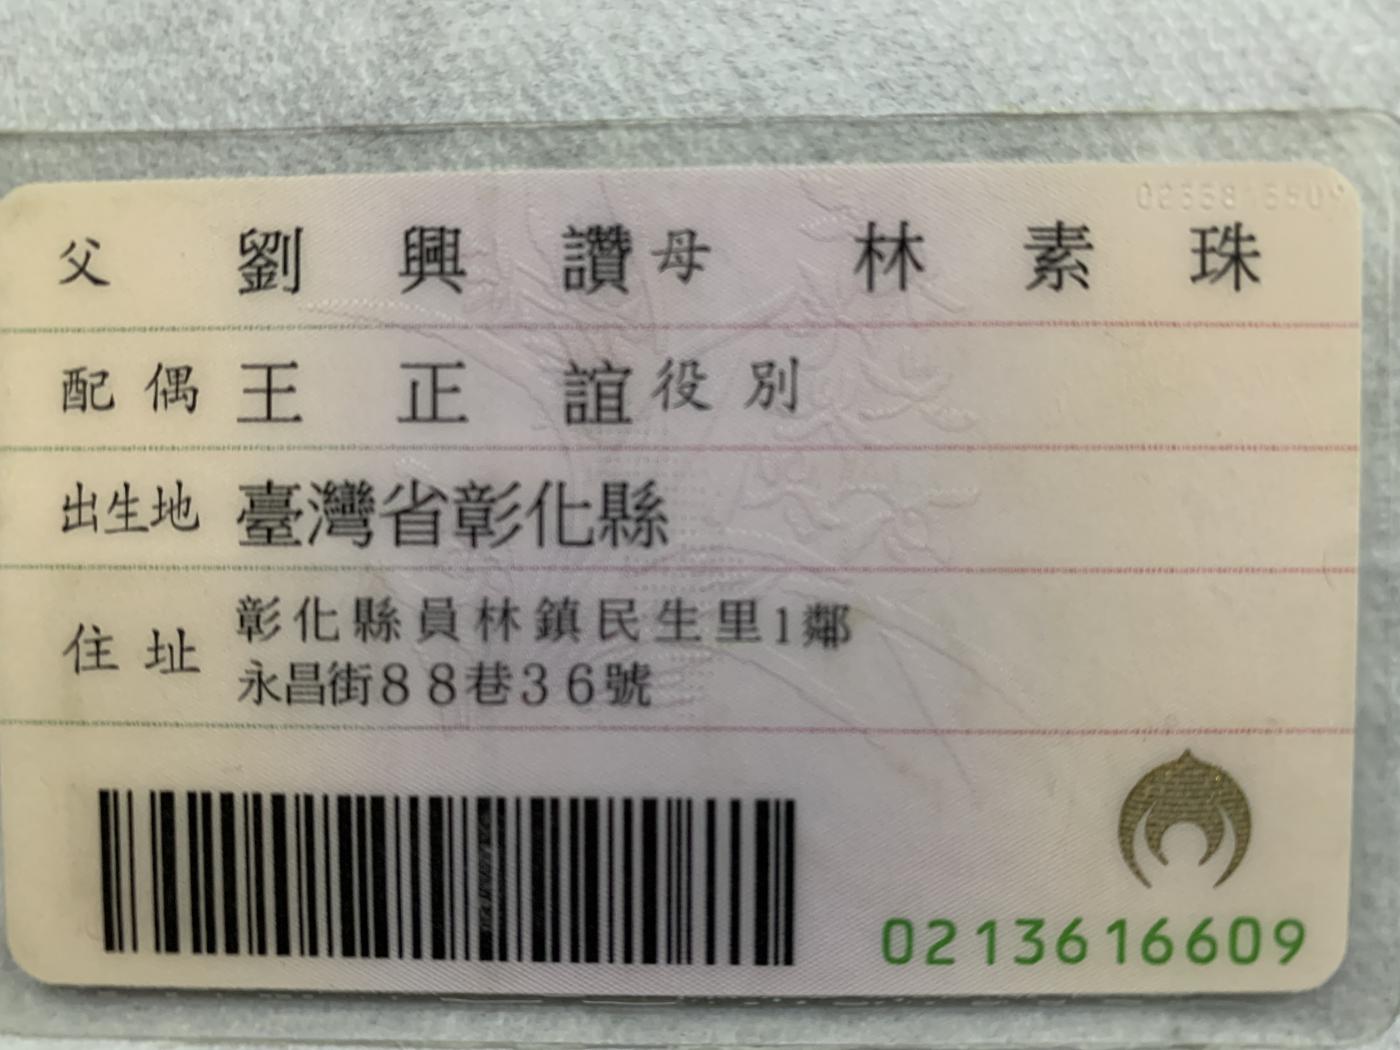 父 劉興讚 母 林素珠
配偶 王正誼 役別
出生地 臺灣省彰化縣
住址 彰化縣員林鎮民生里1鄰
永昌街88巷36號
0213616609